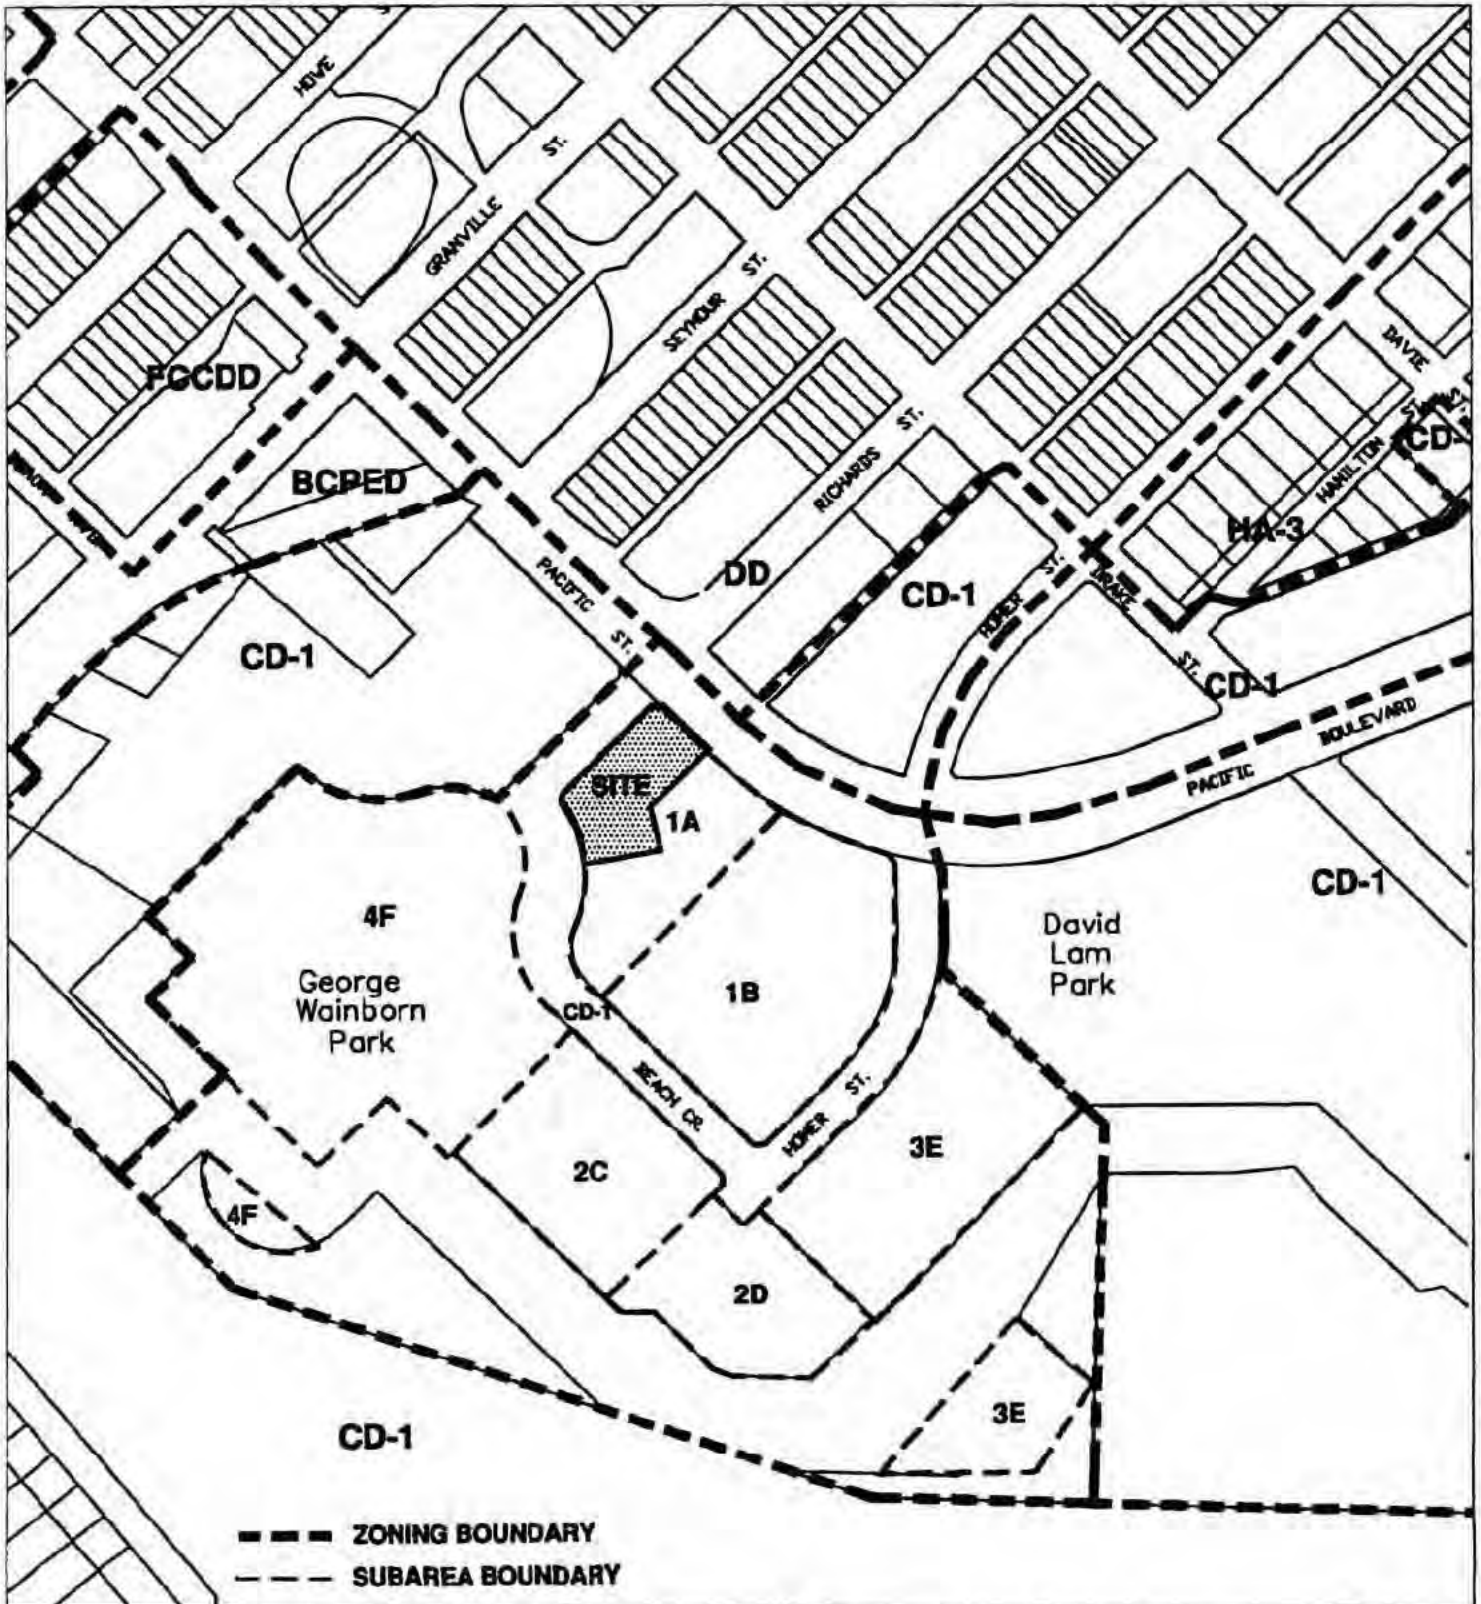 HOWE
ST.
GRANVILLE
ST.
SEYMOUR
DAVIE
FCCDD
ST.
RICHARDS
HAMILTON
CD-
BCPED
HA-3
DD
PACIFIC
ST.
CD-1
HOMER
ST.
DRAKE
ST.
CD-1
CD-1
BOULEVARD
PACIFIC
SITE
1A
CD-1
4F
David
Lam
Park
George
Wainborn
Park
1B
CD-1
BEACH CR.
HOMER ST.
3E
2C
4F
2D
3E
CD-1
ZONING BOUNDARY
SUBAREA BOUNDARY